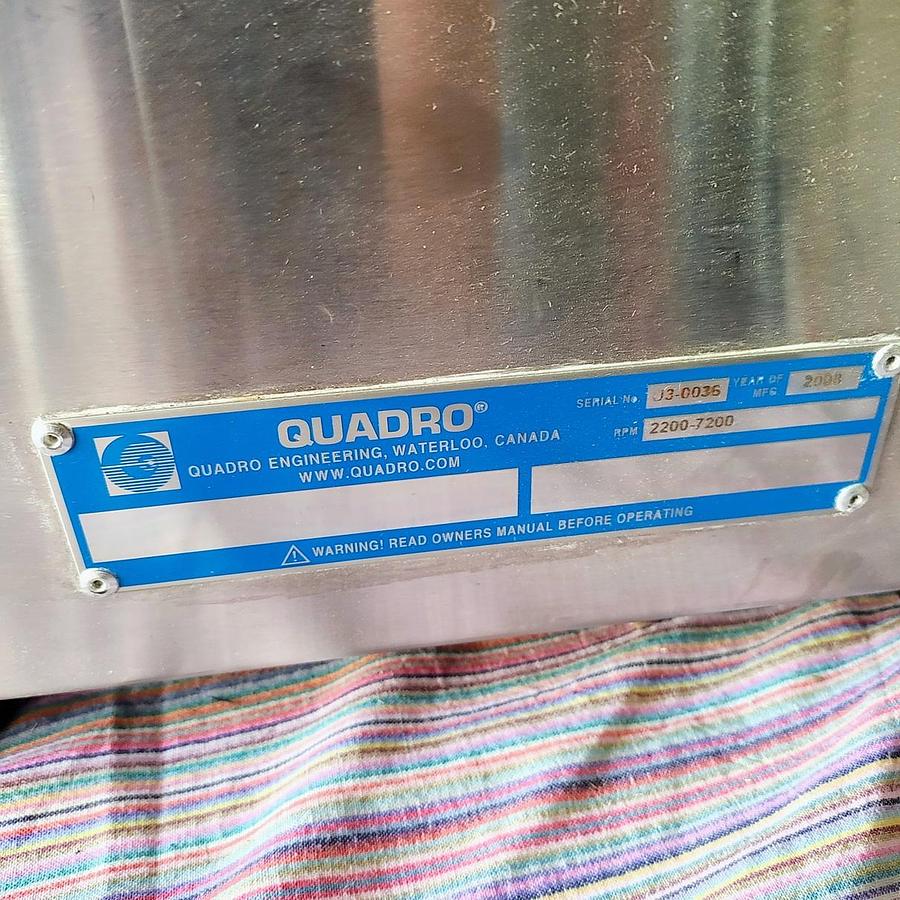 QUADRO®
QUADRO ENGINEERING, WATERLOO, CANADA
WWW.QUADRO.COM
SERIAL No. J3-0036
YEAR OF MFG 2008
RPM 2200-7200
WARNING! READ OWNERS MANUAL BEFORE OPERATING